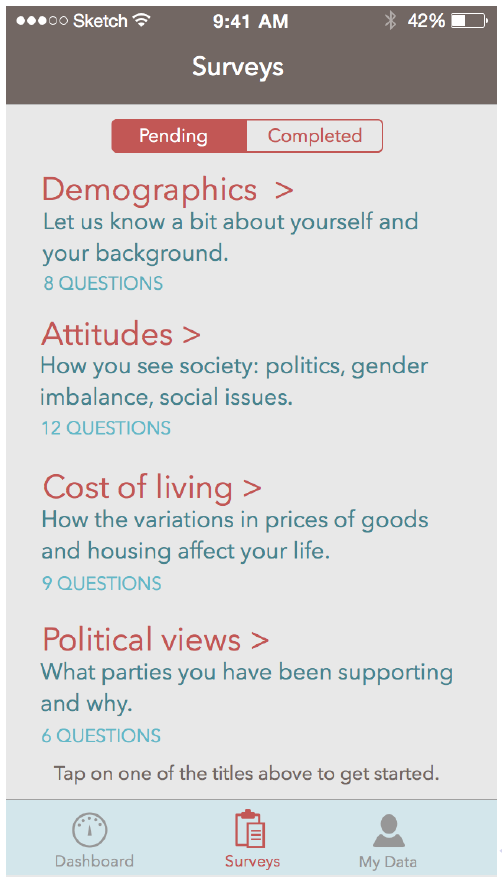 Sketch 9:41 AM 42%
Surveys
Pending Completed
Demographics >
Let us know a bit about yourself and
your background.
8 QUESTIONS
Attitudes >
How you see society: politics, gender
imbalance, social issues.
12 QUESTIONS
Cost of living >
How the variations in prices of goods
and housing affect your life.
9 QUESTIONS
Political views >
What parties you have been supporting
and why.
6 QUESTIONS
Tap on one of the titles above to get started.
Dashboard Surveys My Data